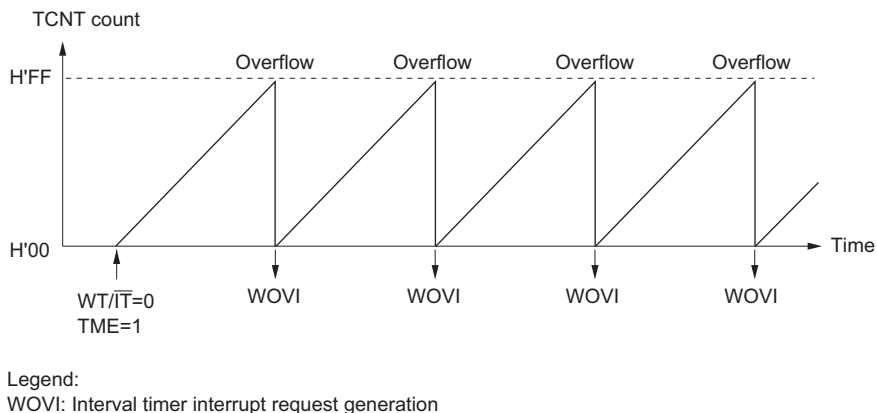 TCNT count
Overflow Overflow Overflow Overflow
H'FF
H'00 Time
WT/I̅T̅=0 WOVI WOVI WOVI WOVI
TME=1
Legend:
WOVI: Interval timer interrupt request generation